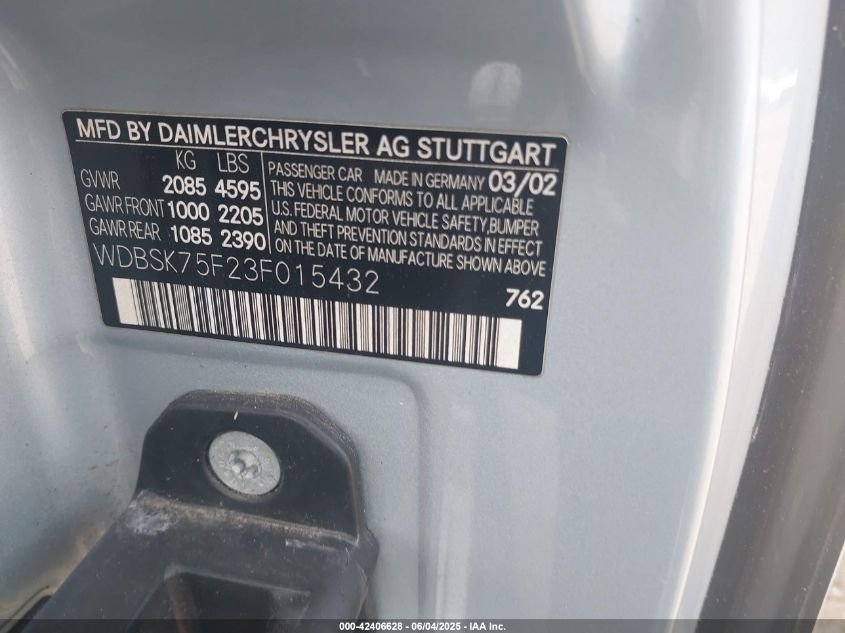 MFD BY DAIMLERCHRYSLER AG STUTTGART
KG LBS
GVWR 2085 4595
GAWR FRONT 1000 2205
GAWR REAR 1085 2390
PASSENGER CAR MADE IN GERMANY 03/02
THIS VEHICLE CONFORMS TO ALL APPLICABLE
U.S. FEDERAL MOTOR VEHICLE SAFETY, BUMPER
AND THEFT PREVENTION STANDARDS IN EFFECT
ON THE DATE OF MANUFACTURE SHOWN ABOVE
WDBSK75F23F015432
762
000-42406628 - 06/04/2025 - IAA Inc.